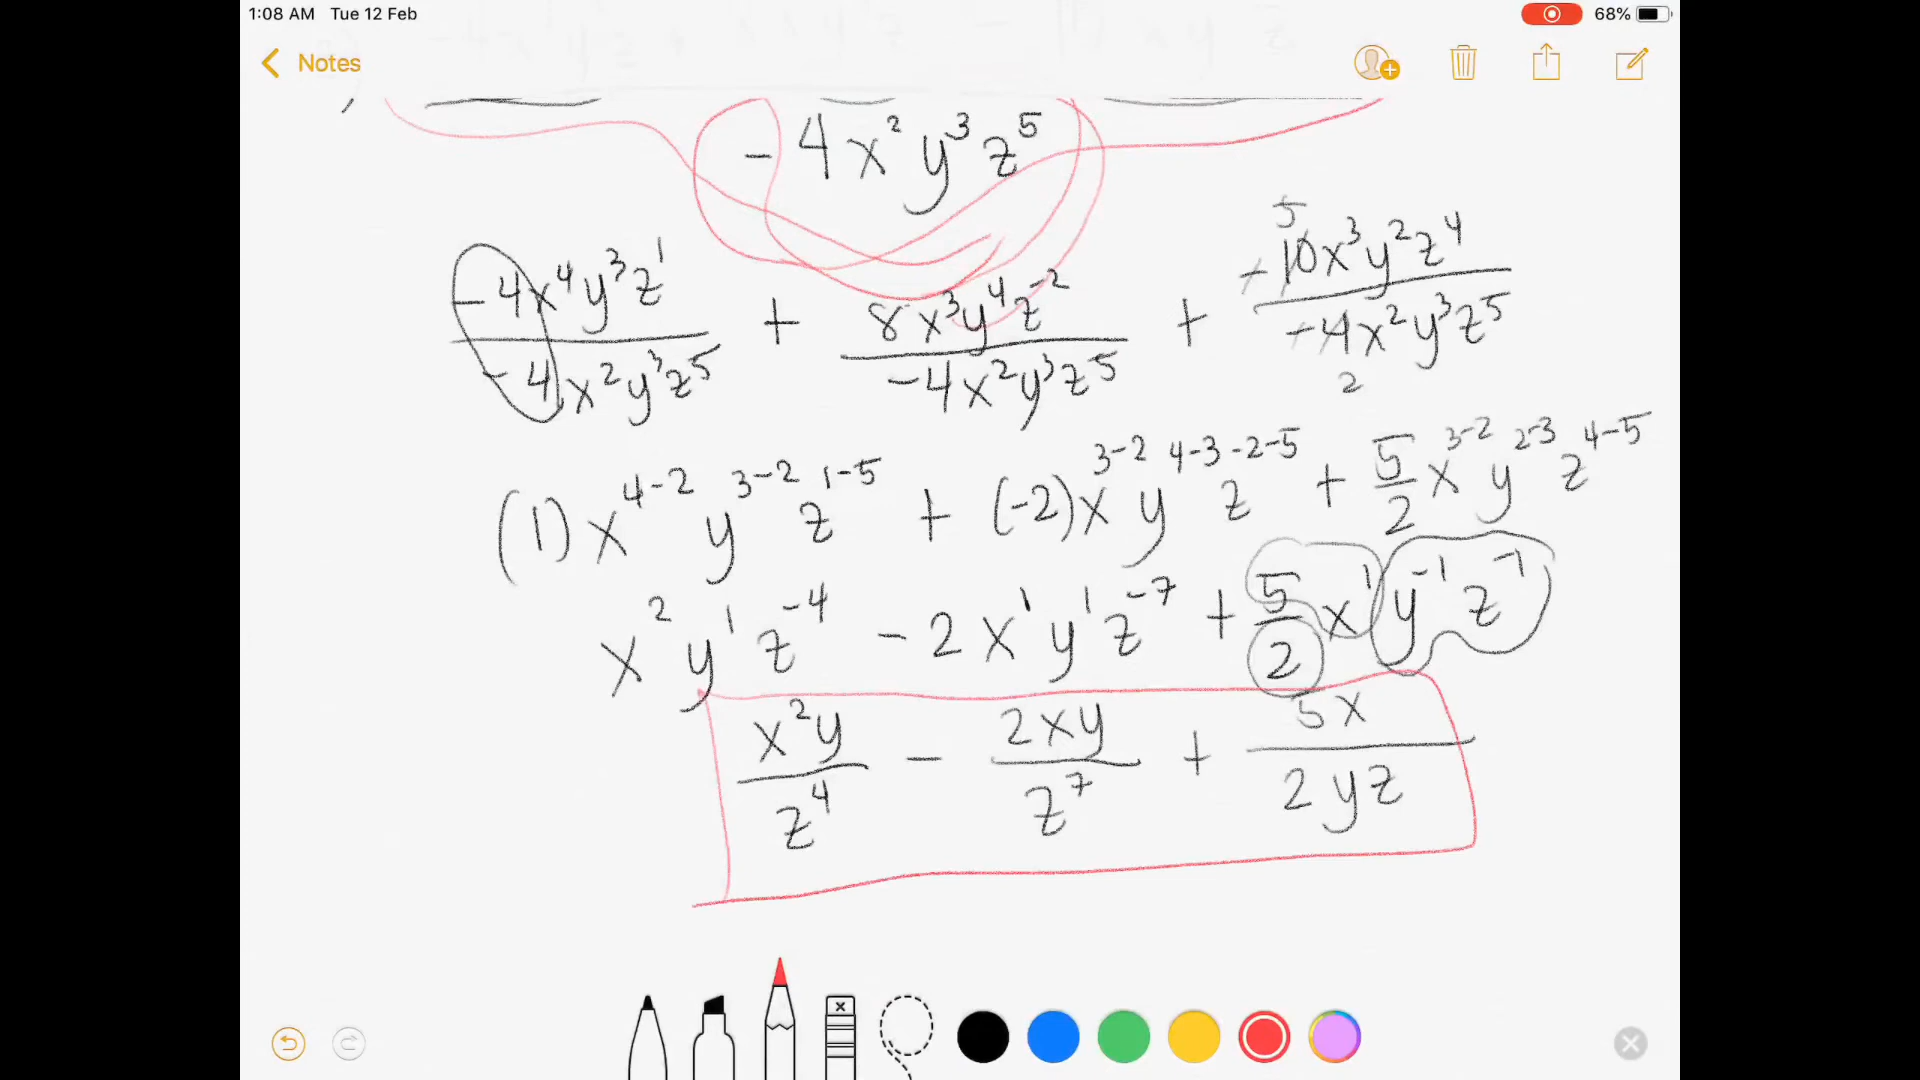 1:08 AM Tue 12 Feb 68%
Notes
-4x²y³z⁵
-4x⁴y³z¹ / -4x²y³z⁵ + 8x³y⁴z⁻² / -4x²y³z⁵ + -10x³y²z⁴ / -4x²y³z⁵
5
2
(1)x⁴⁻²y³⁻²z¹⁻⁵ + (-2)x³⁻²y⁴⁻³z⁻²⁻⁵ + 5/2 x³⁻²y²⁻³z⁴⁻⁵
x²y¹z⁻⁴ - 2x¹y¹z⁻⁷ + 5/2 x¹y⁻¹z⁻¹
x²y / z⁴ - 2xy / z⁷ + 5x / 2yz